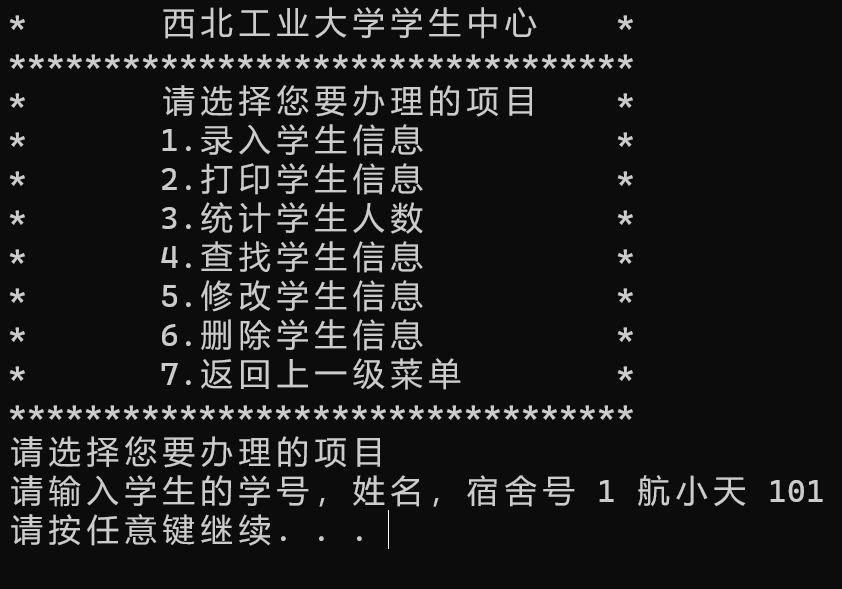 *       西北工业大学学生中心    *
*********************************
*       请选择您要办理的项目    *
*       1.录入学生信息          *
*       2.打印学生信息          *
*       3.统计学生人数          *
*       4.查找学生信息          *
*       5.修改学生信息          *
*       6.删除学生信息          *
*       7.返回上一级菜单        *
*********************************
请选择您要办理的项目
请输入学生的学号, 姓名, 宿舍号 1 航小天 101
请按任意键继续. . .